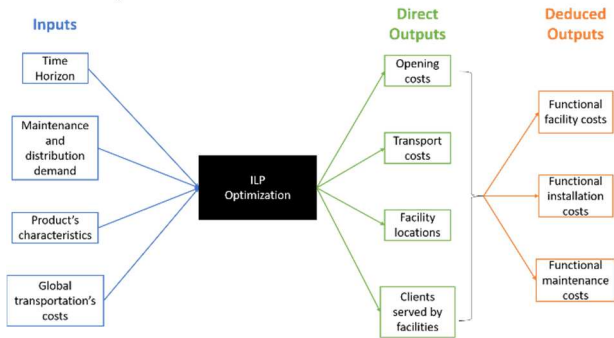 Inputs
Time
Horizon
Maintenance
and
distribution
demand
Product's
characteristics
Global
transportation's
costs
ILP
Optimization
Direct
Outputs
Opening
costs
Transport
costs
Facility
locations
Clients
served by
facilities
Deduced
Outputs
Functional
facility costs
Functional
installation
costs
Functional
maintenance
costs